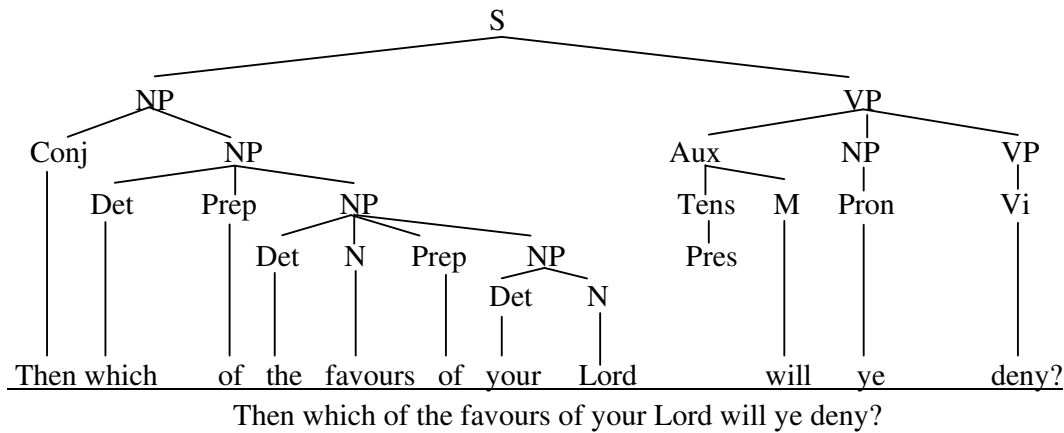 S
NP VP
Conj NP Aux NP VP
Det Prep NP Tens M Pron Vi
Det N Prep NP Pres
Det N
Then which of the favours of your Lord will ye deny?
Then which of the favours of your Lord will ye deny?